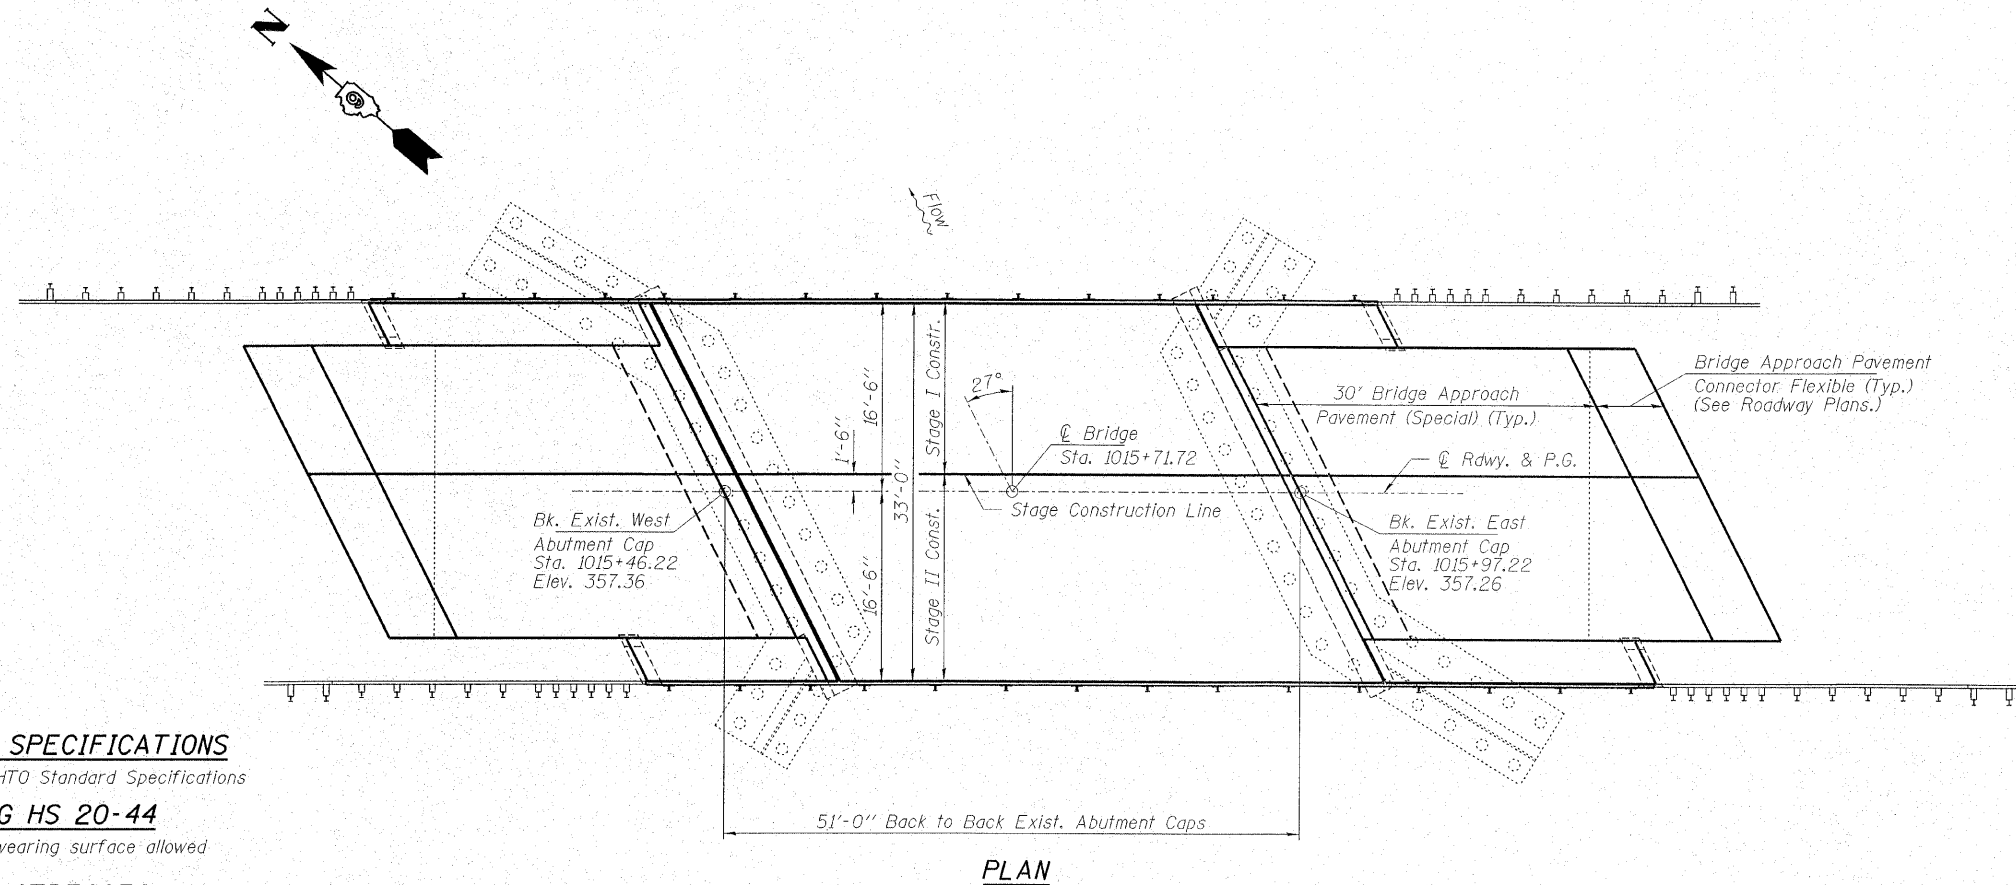 N
Flow
27°
16'-6"
1'-6"
33'-0"
16'-6"
Stage I Constr.
Stage II Const.
℄ Bridge
Sta. 1015+71.72
Stage Construction Line
30' Bridge Approach
Pavement (Special) (Typ.)
Bridge Approach Pavement
Connector Flexible (Typ.)
(See Roadway Plans.)
℄ Rdwy. & P.G.
Bk. Exist. West
Abutment Cap
Sta. 1015+46.22
Elev. 357.36
Bk. Exist. East
Abutment Cap
Sta. 1015+97.22
Elev. 357.26
SPECIFICATIONS
HTO Standard Specifications
G HS 20-44
wearing surface allowed
51'-0" Back to Back Exist. Abutment Caps
PLAN